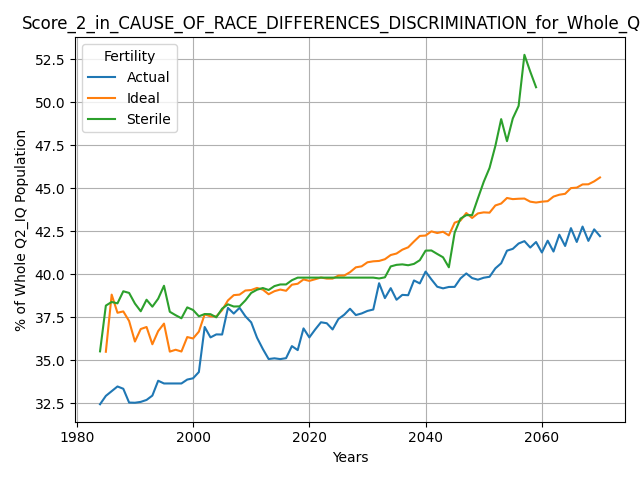 Score_2_in_CAUSE_OF_RACE_DIFFERENCES_DISCRIMINATION_for_Whole_Q
Fertility
Actual
Ideal
Sterile
% of Whole Q2_IQ Population
52.5
50.0
47.5
45.0
42.5
40.0
37.5
35.0
32.5
1980 2000 2020 2040 2060
Years